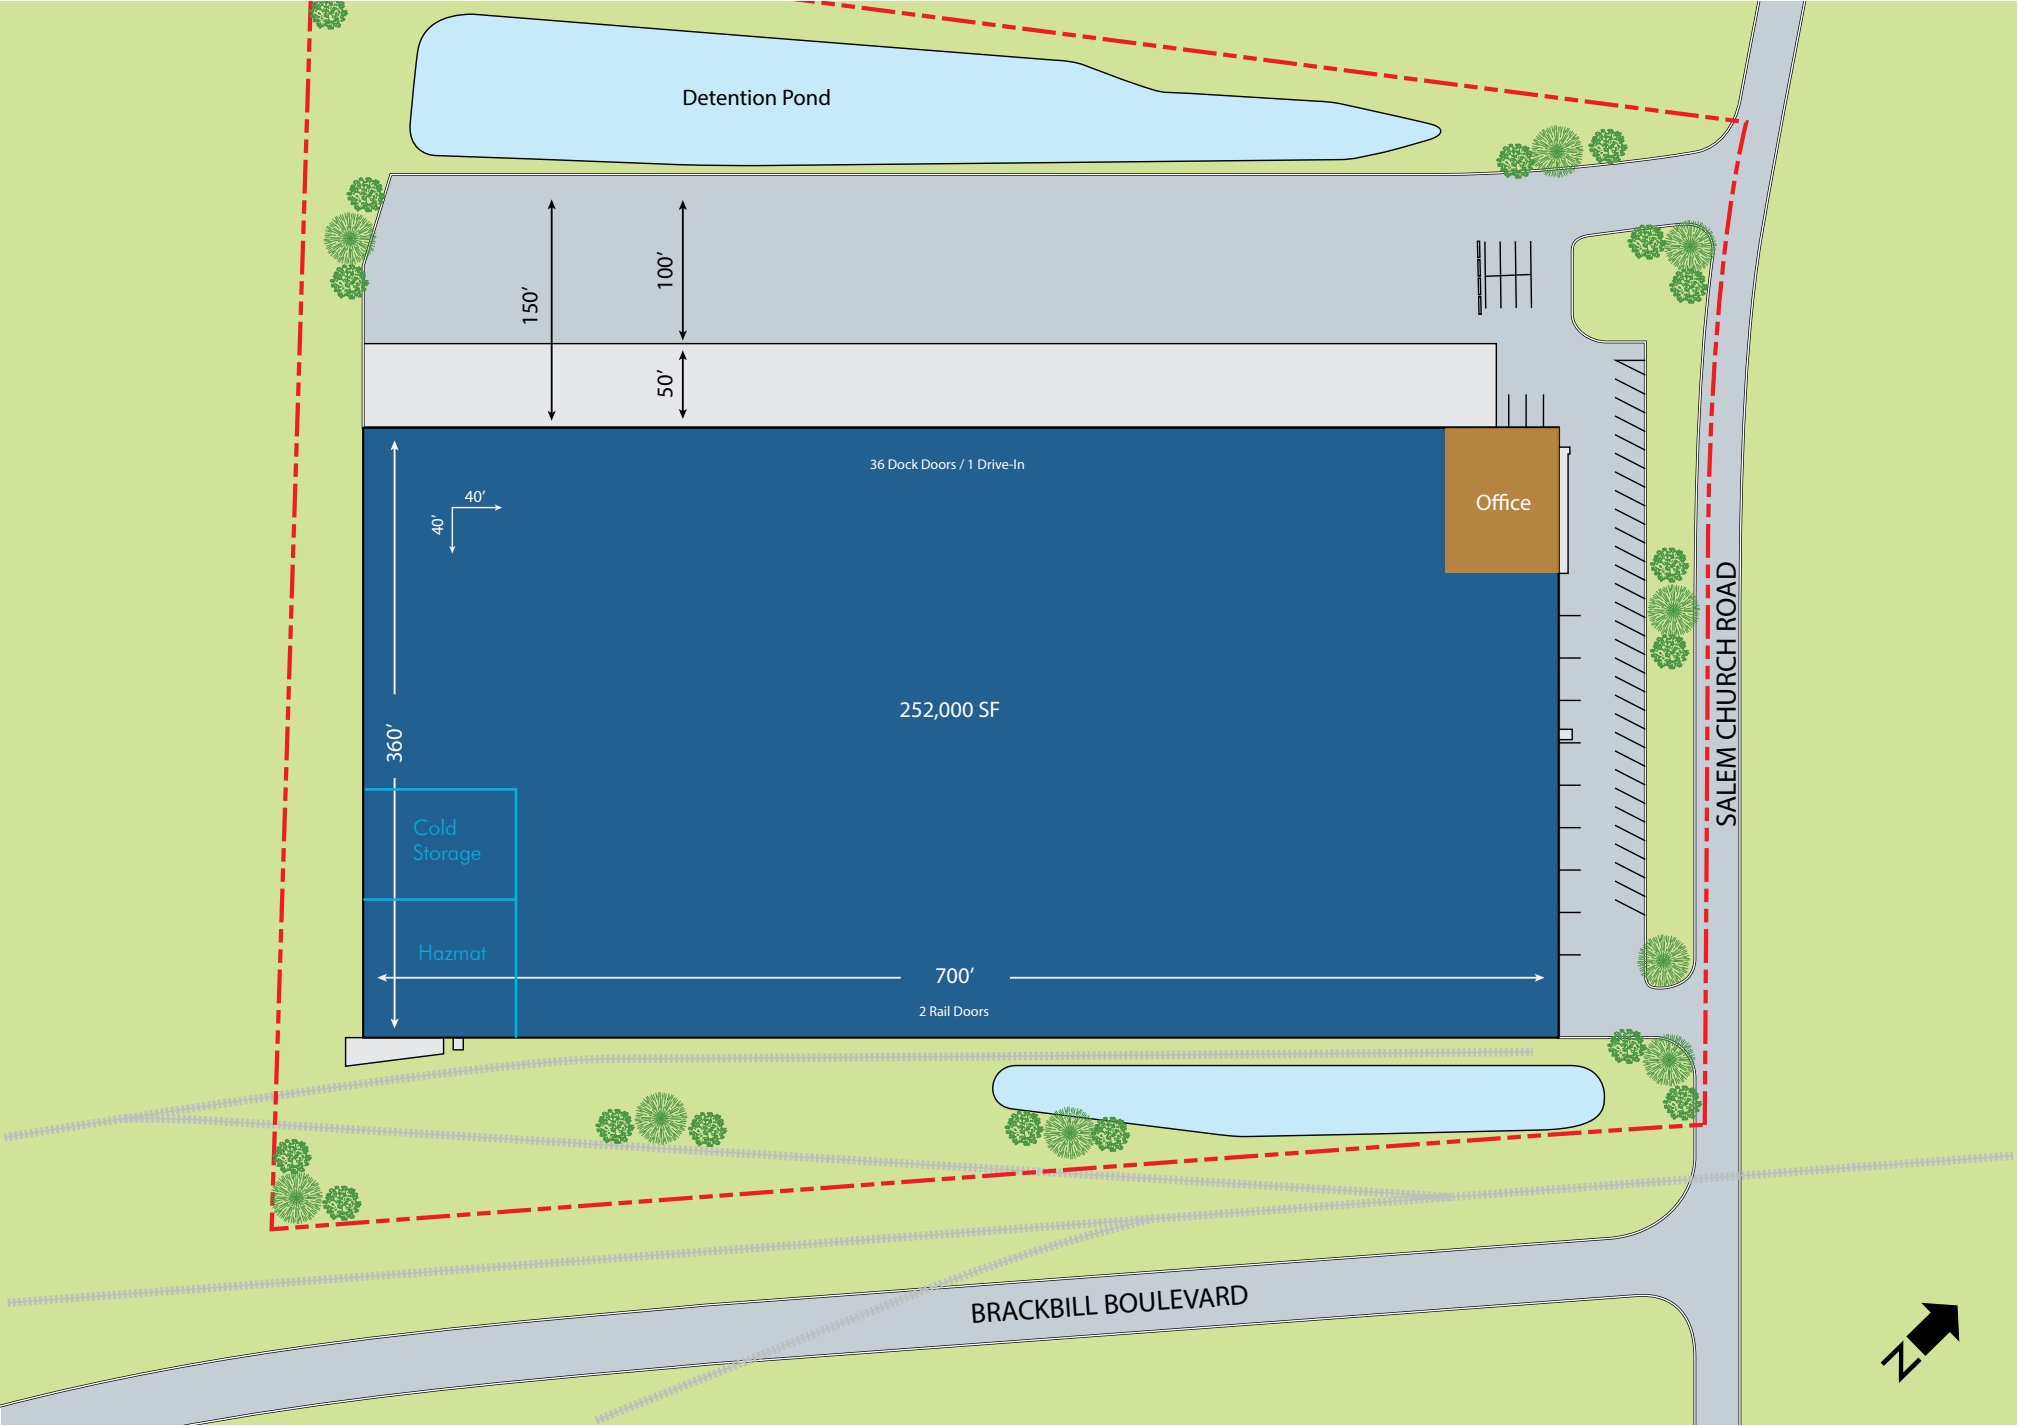 Detention Pond
150’
100’
50’
36 Dock Doors / 1 Drive-In
40’
40’
Office
252,000 SF
360’
SALEM CHURCH ROAD
Cold
Storage
Hazmat
700’
2 Rail Doors
BRACKBILL BOULEVARD
N